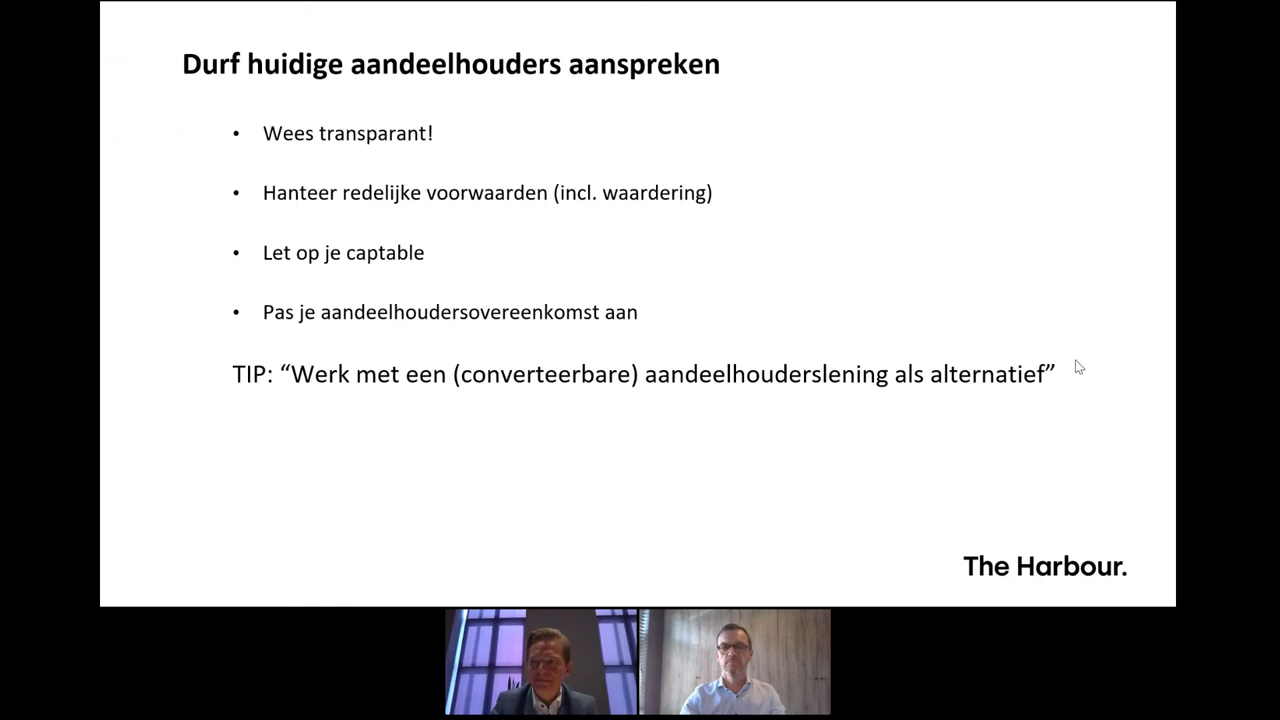 Durf huidige aandeelhouders aanspreken
• Wees transparant!
• Hanteer redelijke voorwaarden (incl. waardering)
• Let op je captable
• Pas je aandeelhoudersovereenkomst aan
TIP: “Werk met een (converteerbare) aandeelhouderslening als alternatief”
The Harbour.